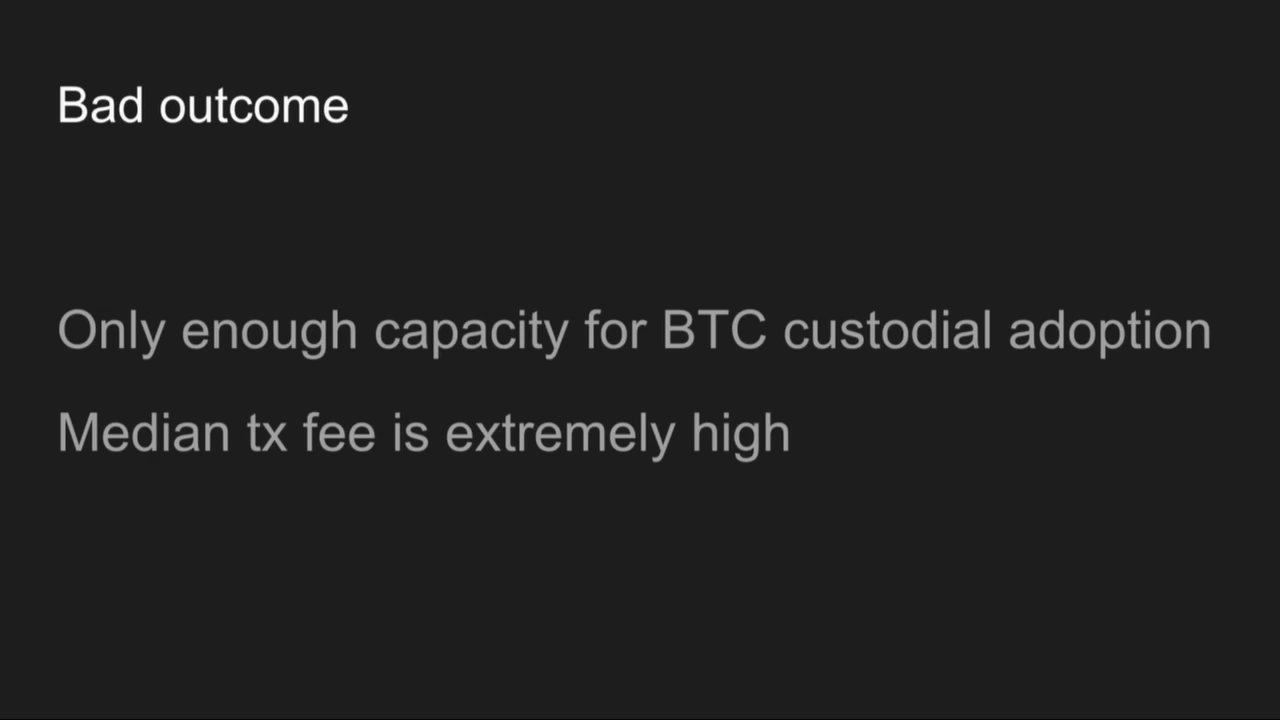 Bad outcome
Only enough capacity for BTC custodial adoption
Median tx fee is extremely high